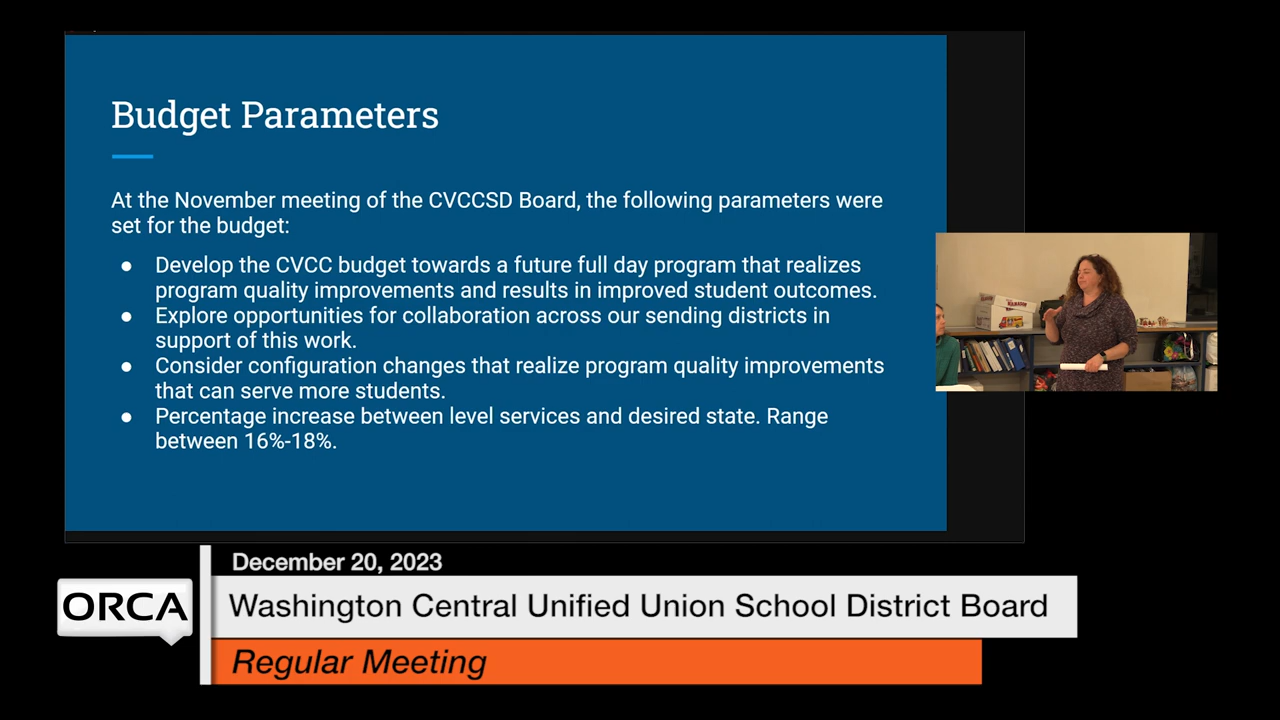 Budget Parameters
At the November meeting of the CVCCSD Board, the following parameters were
set for the budget:
● Develop the CVCC budget towards a future full day program that realizes
program quality improvements and results in improved student outcomes.
● Explore opportunities for collaboration across our sending districts in
support of this work.
● Consider configuration changes that realize program quality improvements
that can serve more students.
● Percentage increase between level services and desired state. Range
between 16%-18%.
December 20, 2023
ORCA
Washington Central Unified Union School District Board
Regular Meeting